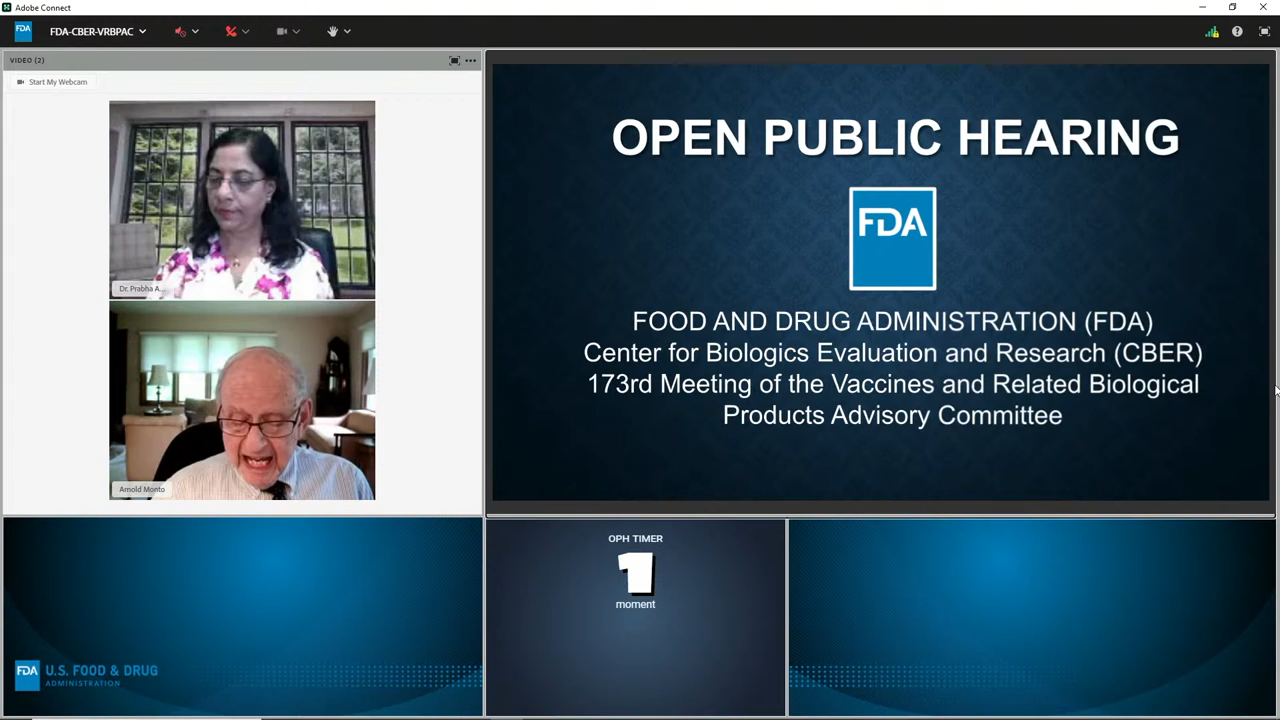 Adobe Connect
FDA
FDA-CBER-VRBPAC
VIDEO (2)
Start My Webcam
Dr. Prabha A...
Arnold Monto
OPEN PUBLIC HEARING
FDA
FOOD AND DRUG ADMINISTRATION (FDA)
Center for Biologics Evaluation and Research (CBER)
173rd Meeting of the Vaccines and Related Biological
Products Advisory Committee
OPH TIMER
1
moment
FDA
U.S. FOOD & DRUG
ADMINISTRATION